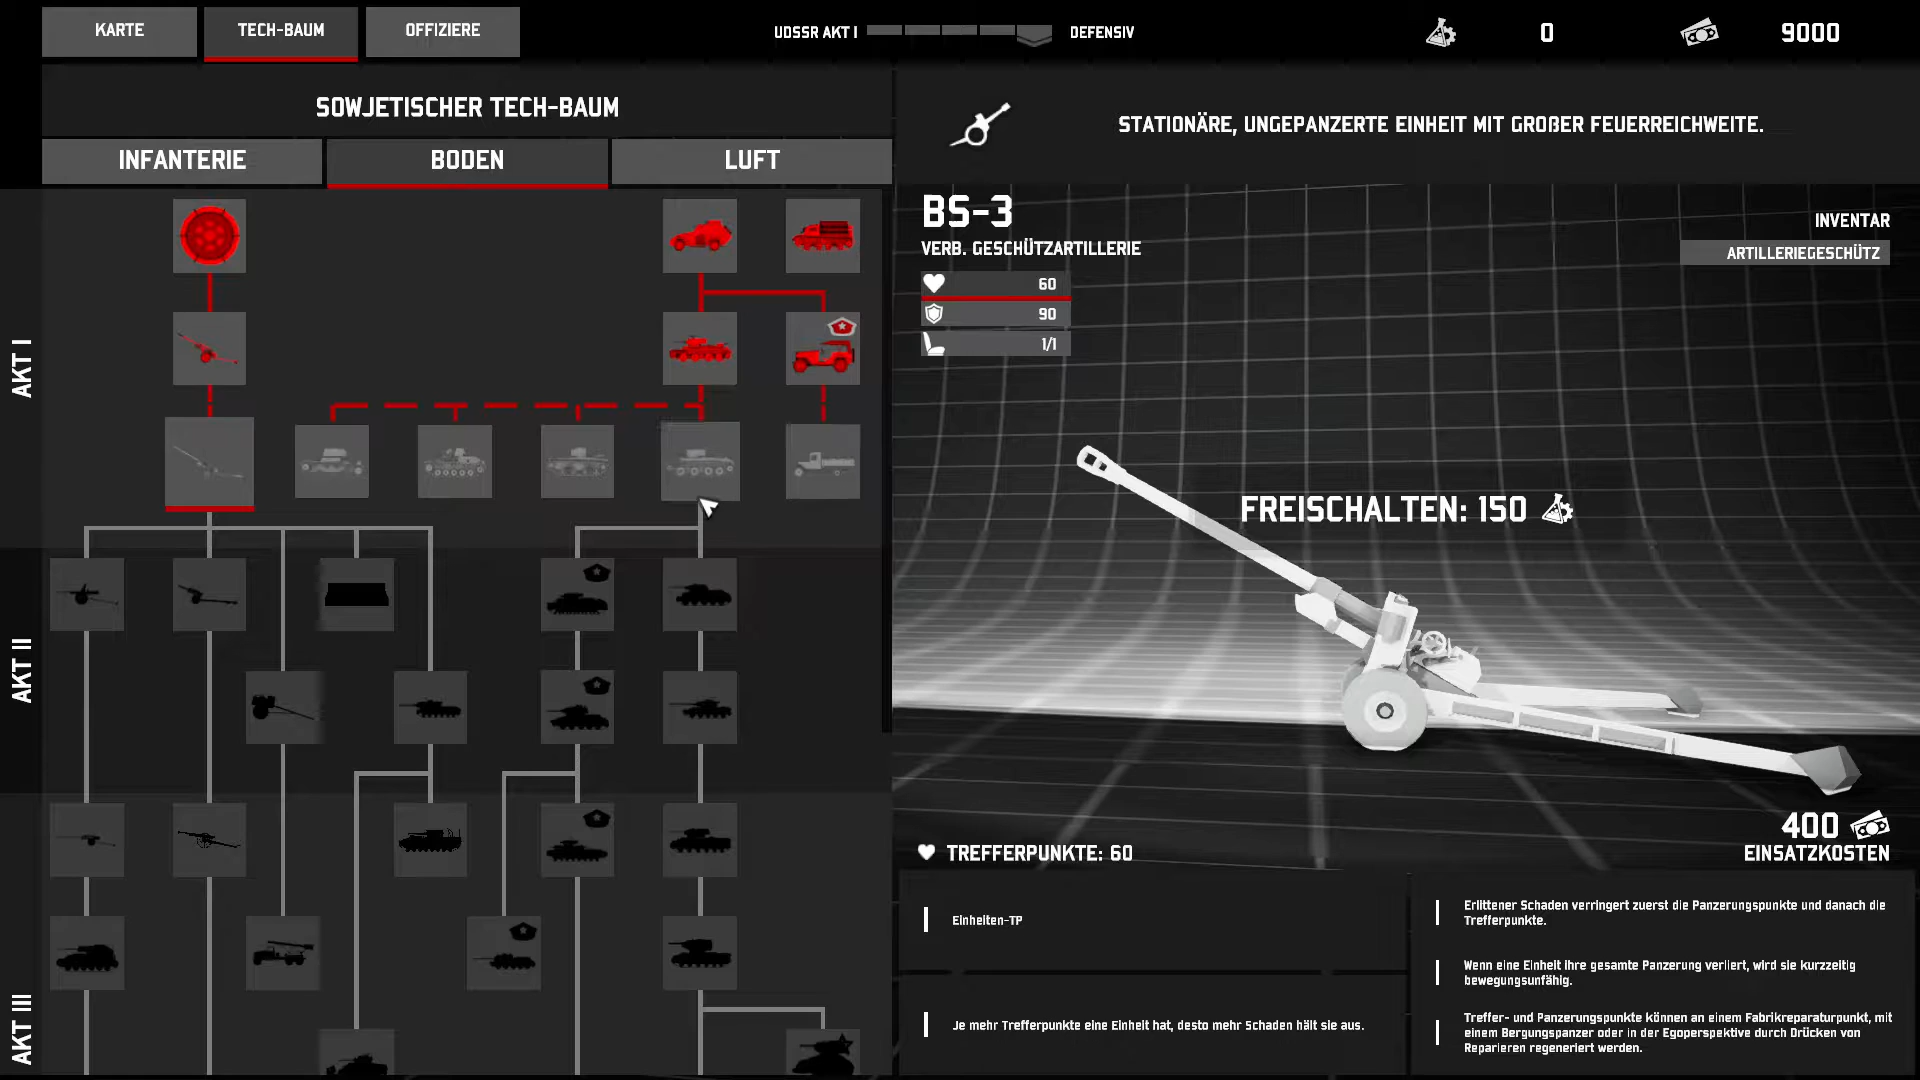 KARTE
TECH-BAUM
OFFIZIERE
UDSSR AKT I
DEFENSIV
0
9000
SOWJETISCHER TECH-BAUM
INFANTERIE
BODEN
LUFT
AKT I
AKT II
AKT III
STATIONÄRE, UNGEPANZERTE EINHEIT MIT GROẞER FEUERREICHWEITE.
BS-3
VERB. GESCHÜTZARTILLERIE
60
90
1/1
INVENTAR
ARTILLERIEGESCHÜTZ
FREISCHALTEN: 150
400
EINSATZKOSTEN
TREFFERPUNKTE: 60
Einheiten-TP
Je mehr Trefferpunkte eine Einheit hat, desto mehr Schaden hält sie aus.
Erlittener Schaden verringert zuerst die Panzerungspunkte und danach die
Trefferpunkte.
Wenn eine Einheit ihre gesamte Panzerung verliert, wird sie kurzzeitig
bewegungsunfähig.
Treffer- und Panzerungspunkte können an einem Fabrikreparaturpunkt, mit
einem Bergungspanzer oder in der Egoperspektive durch Drücken von
Reparieren regeneriert werden.